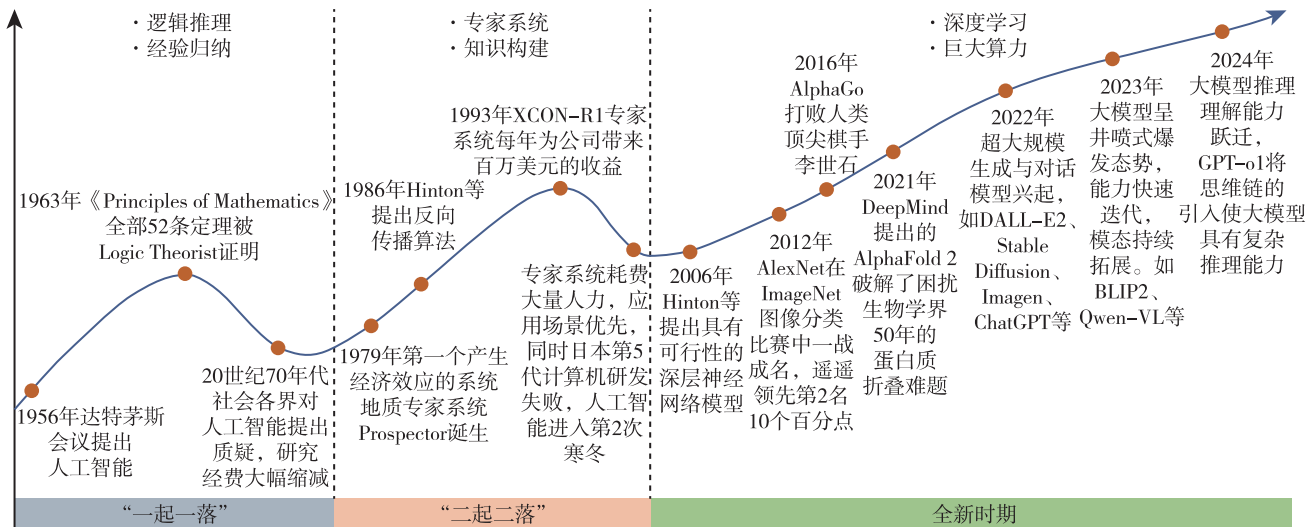 · 逻辑推理
· 经验归纳
· 专家系统
· 知识构建
· 深度学习
· 巨大算力
1956年达特茅斯
会议提出
人工智能
1963年《Principles of Mathematics》
全部52条定理被
Logic Theorist证明
20世纪70年代
社会各界对
人工智能提出
质疑，研究
经费大幅缩减
1979年第一个产生
经济效应的系统
地质专家系统
Prospector诞生
1986年Hinton等
提出反向
传播算法
1993年XCON-R1专家
系统每年为公司带来
百万美元的收益
专家系统耗费
大量人力，应
用场景优先，
同时日本第5
代计算机研发
失败，人工智
能进入第2次
寒冬
2006年
Hinton等
提出具有
可行性的
深层神经
网络模型
2012年
AlexNet在
ImageNet
图像分类
比赛中一战
成名，遥遥
领先第2名
10个百分点
2016年
AlphaGo
打败人类
顶尖棋手
李世石
2021年
DeepMind
提出的
AlphaFold 2
破解了困扰
生物学界
50年的
蛋白质
折叠难题
2022年
超大规模
生成与对话
模型兴起，
如DALL-E2、
Stable
Diffusion、
Imagen、
ChatGPT等
2023年
大模型呈
井喷式爆
发态势，
能力快速
迭代，
模态持续
拓展。如
BLIP2、
Qwen-VL等
2024年
大模型推理
理解能力
跃迁，
GPT-o1将
思维链的
引入使大模型
具有复杂
推理能力
“一起一落”
“二起二落”
全新时期